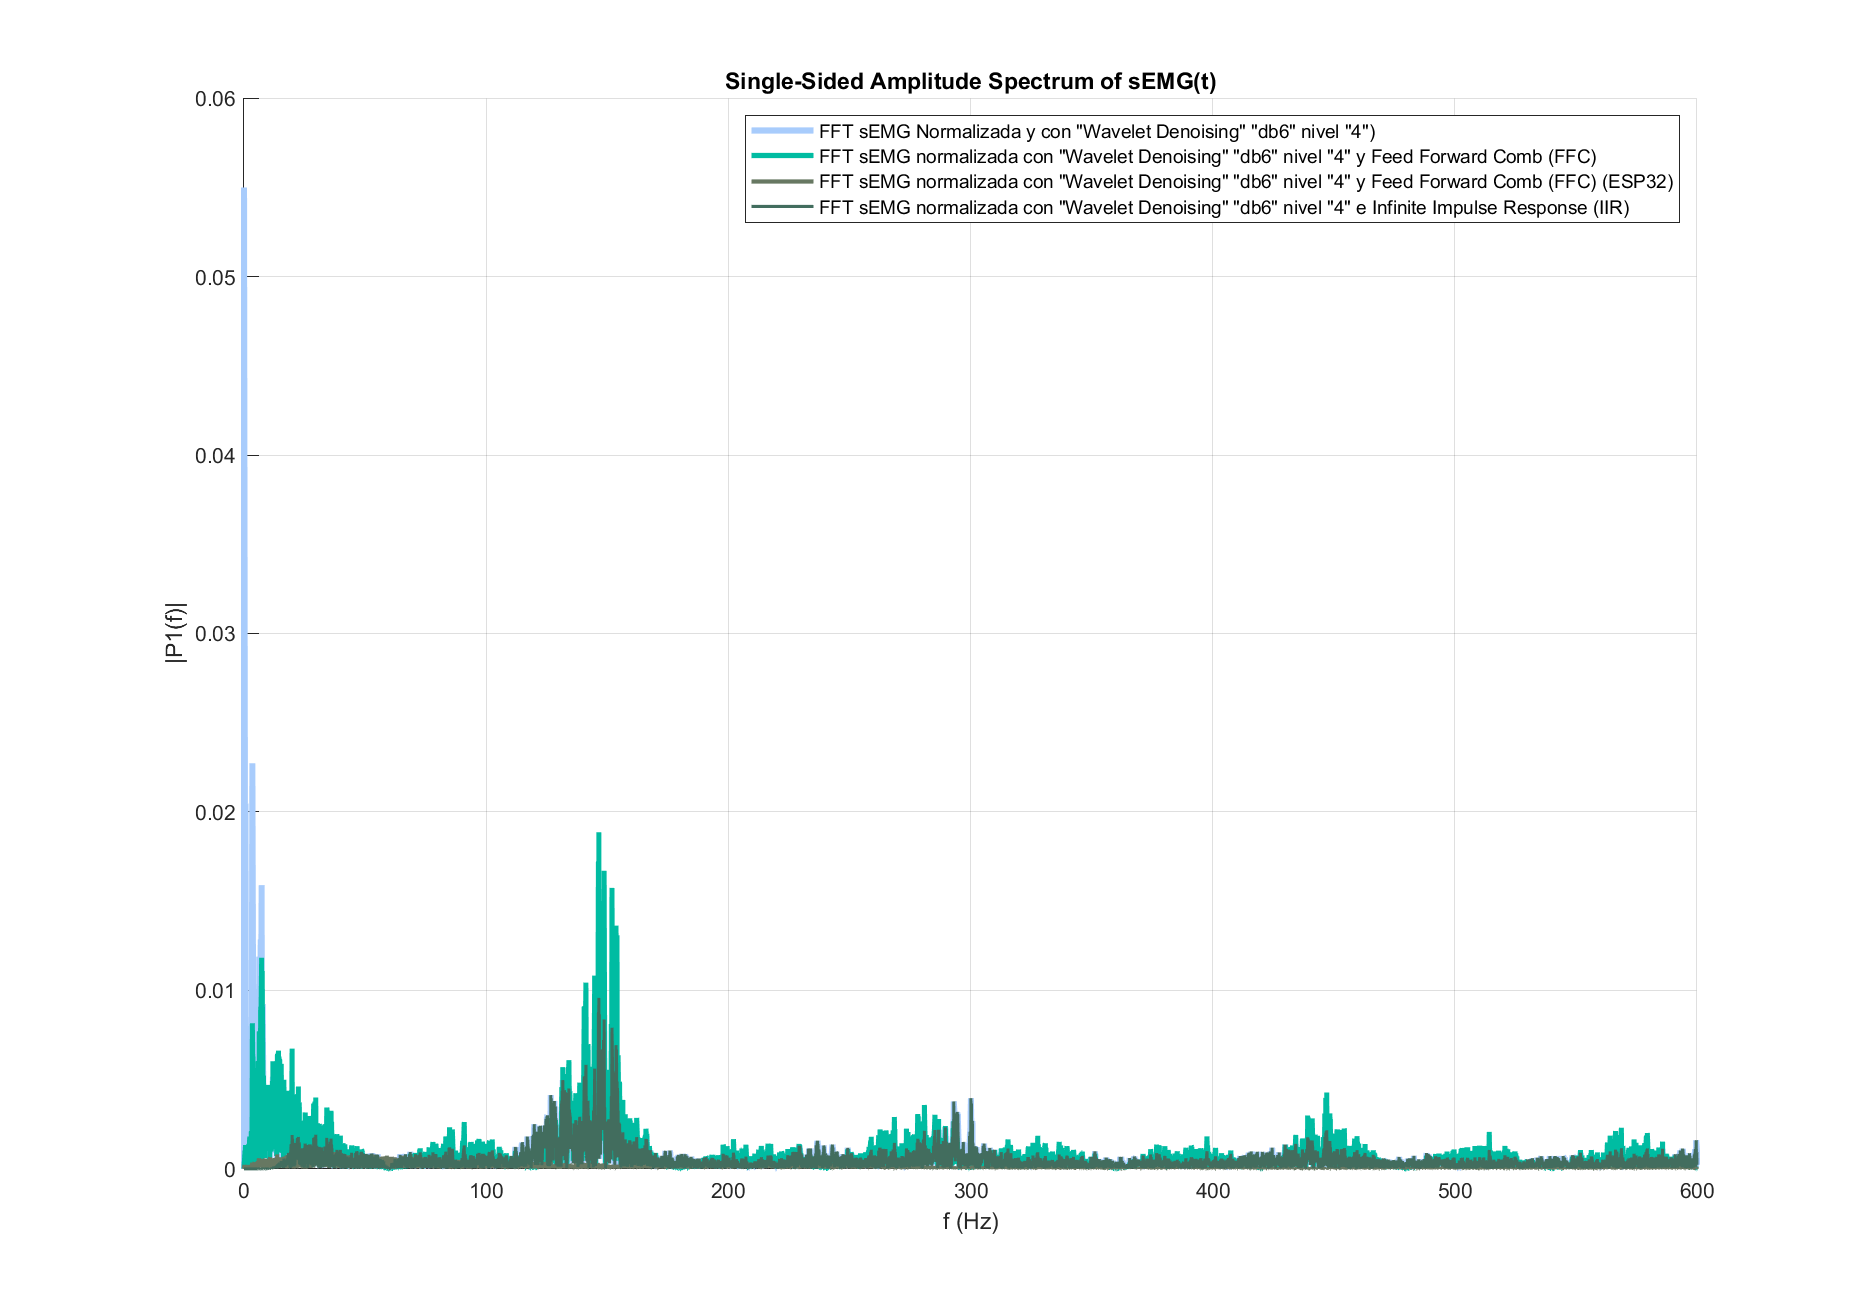 Single-Sided Amplitude Spectrum of sEMG(t)
FFT sEMG Normalizada y con "Wavelet Denoising" "db6" nivel "4")
FFT sEMG normalizada con "Wavelet Denoising" "db6" nivel "4" y Feed Forward Comb (FFC)
FFT sEMG normalizada con "Wavelet Denoising" "db6" nivel "4" y Feed Forward Comb (FFC) (ESP32)
FFT sEMG normalizada con "Wavelet Denoising" "db6" nivel "4" e Infinite Impulse Response (IIR)
|P1(f)|
0.06
0.05
0.04
0.03
0.02
0.01
0
0 100 200 300 400 500 600
f (Hz)